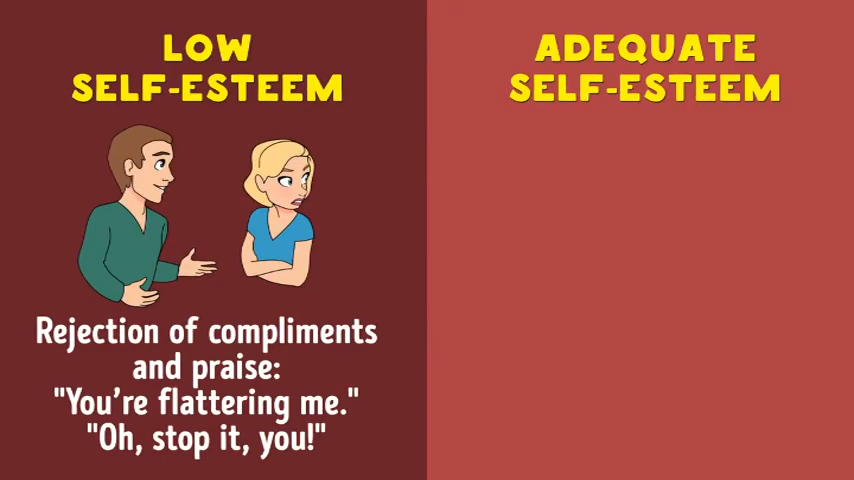 LOW
SELF-ESTEEM
Rejection of compliments
and praise:
"You’re flattering me."
"Oh, stop it, you!"
ADEQUATE
SELF-ESTEEM